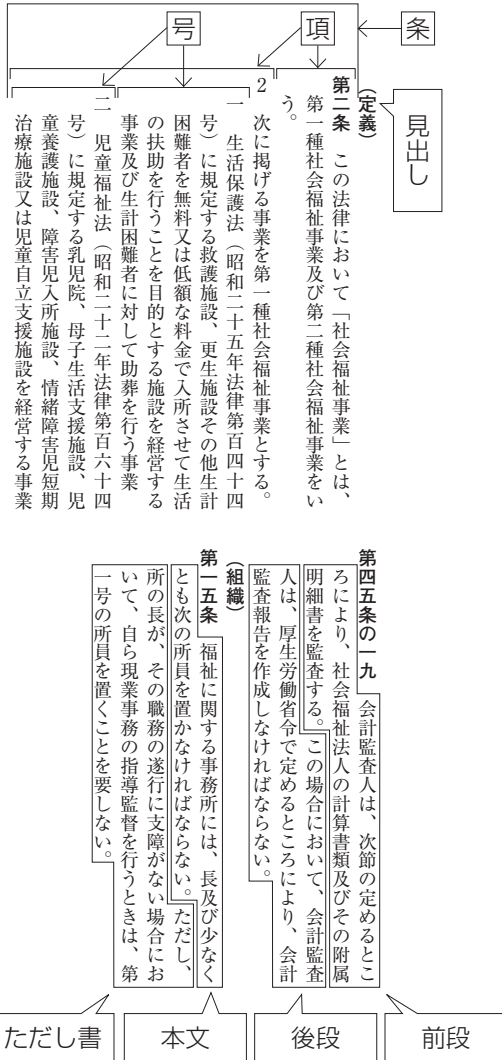 条
項
号
見出し
（定義）
第二条　この法律において「社会福祉事業」とは、
第一種社会福祉事業及び第二種社会福祉事業をい
う。
2　次に掲げる事業を第一種社会福祉事業とする。
一　生活保護法（昭和二十五年法律第百四十四
号）に規定する救護施設、更生施設その他生計
困難者を無料又は低額な料金で入所させて生活
の扶助を行うことを目的とする施設を経営する
事業及び生計困難者に対して助葬を行う事業
二　児童福祉法（昭和二十二年法律第百六十四
号）に規定する乳児院、母子生活支援施設、児
童養護施設、障害児入所施設、情緒障害児短期
治療施設又は児童自立支援施設を経営する事業
第四五条の一九　会計監査人は、次節の定めるとこ
ろにより、社会福祉法人の計算書類及びその附属
明細書を監査する。この場合において、会計監査
人は、厚生労働省令で定めるところにより、会計
監査報告を作成しなければならない。
（組織）
第一五条　福祉に関する事務所には、長及び少なく
とも次の所員を置かなければならない。ただし、
所の長が、その職務の遂行に支障がない場合にお
いて、自ら現業事務の指導監督を行うときは、第
一号の所員を置くことを要しない。
前段
後段
本文
ただし書